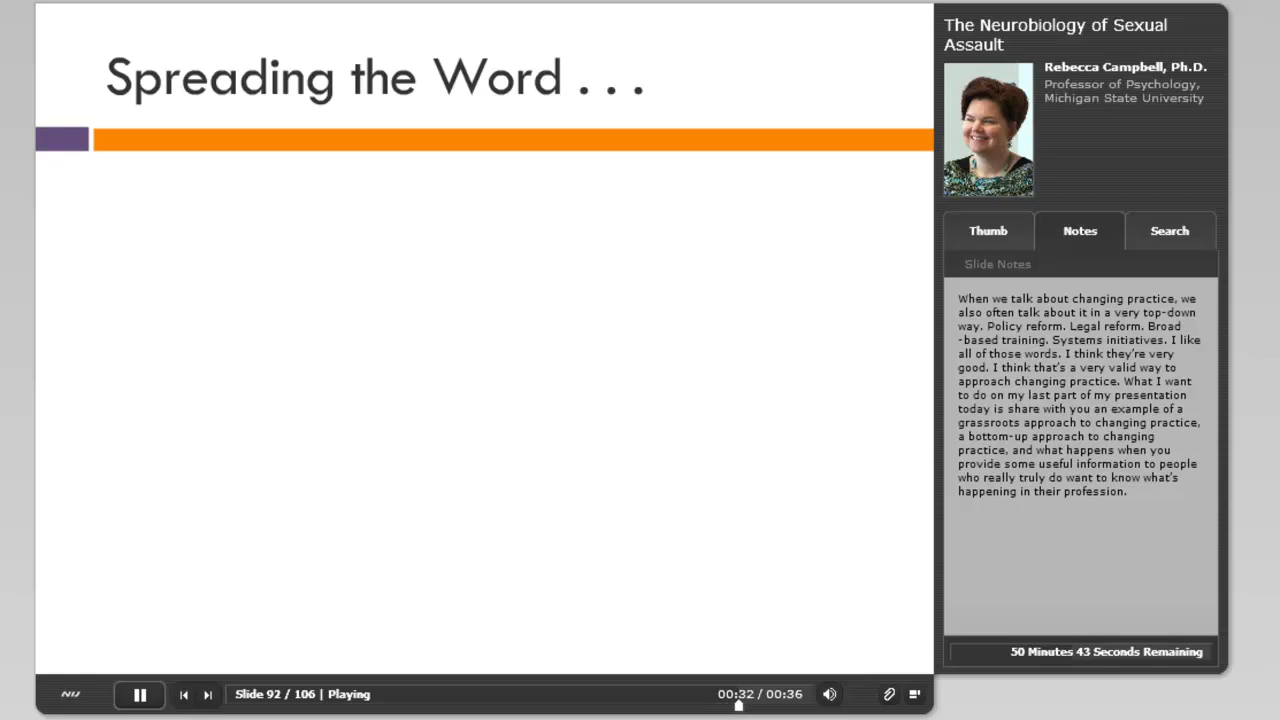 Spreading the Word . . .
The Neurobiology of Sexual
Assault
Rebecca Campbell, Ph.D.
Professor of Psychology,
Michigan State University
Thumb
Notes
Search
Slide Notes
When we talk about changing practice, we
also often talk about it in a very top-down
way. Policy reform. Legal reform. Broad
-based training. Systems initiatives. I like
all of those words. I think they're very
good. I think that's a very valid way to
approach changing practice. What I want
to do on my last part of my presentation
today is share with you an example of a
grassroots approach to changing practice,
a bottom-up approach to changing
practice, and what happens when you
provide some useful information to people
who really truly do want to know what's
happening in their profession.
50 Minutes 43 Seconds Remaining
Slide 92 / 106 | Playing
00:32 / 00:36